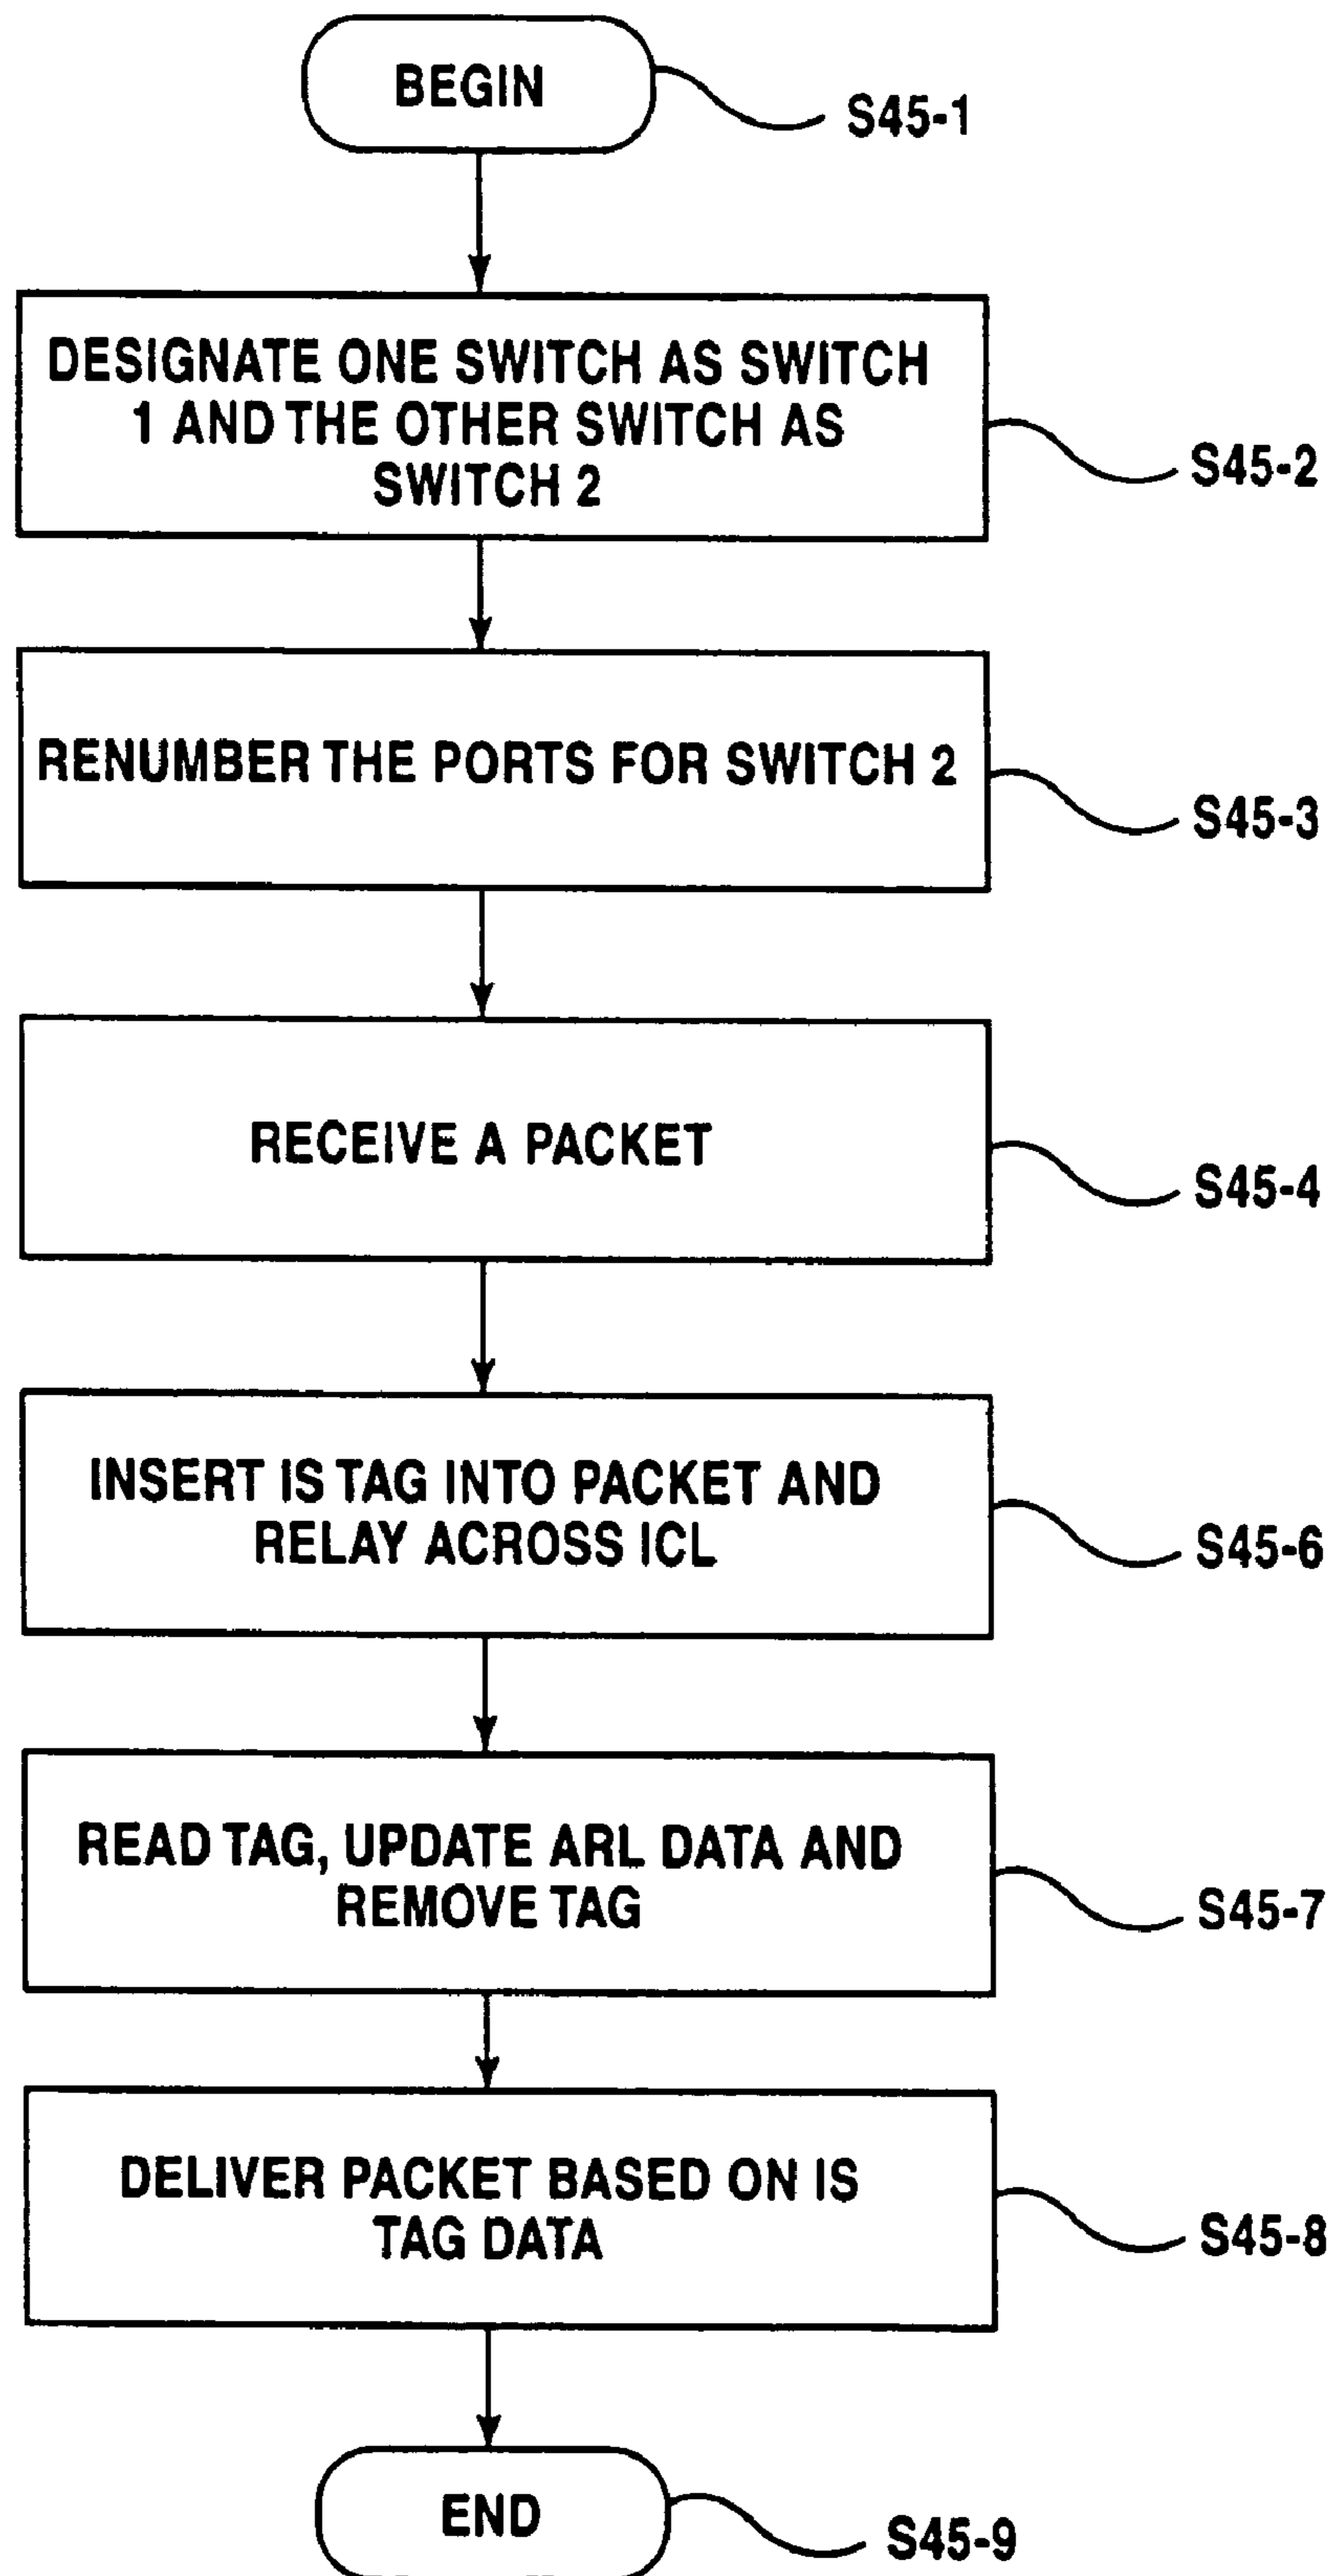 BEGIN
S45-1
DESIGNATE ONE SWITCH AS SWITCH
1 AND THE OTHER SWITCH AS
SWITCH 2
S45-2
RENUMBER THE PORTS FOR SWITCH 2
S45-3
RECEIVE A PACKET
S45-4
INSERT IS TAG INTO PACKET AND
RELAY ACROSS ICL
S45-6
READ TAG, UPDATE ARL DATA AND
REMOVE TAG
S45-7
DELIVER PACKET BASED ON IS
TAG DATA
S45-8
END
S45-9